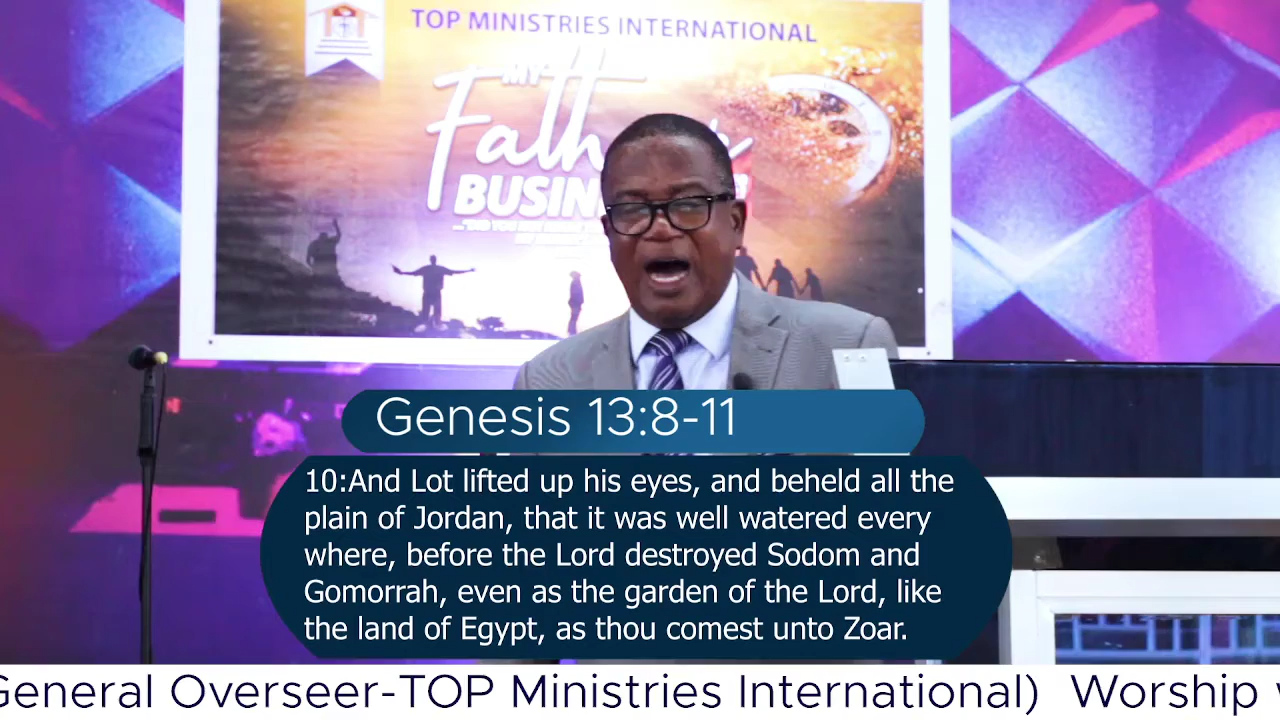 TOP MINISTRIES INTERNATIONAL
MY
Fath
BUSIN
Genesis 13:8-11
10:And Lot lifted up his eyes, and beheld all the
plain of Jordan, that it was well watered every
where, before the Lord destroyed Sodom and
Gomorrah, even as the garden of the Lord, like
the land of Egypt, as thou comest unto Zoar.
General Overseer-TOP Ministries International) Worship